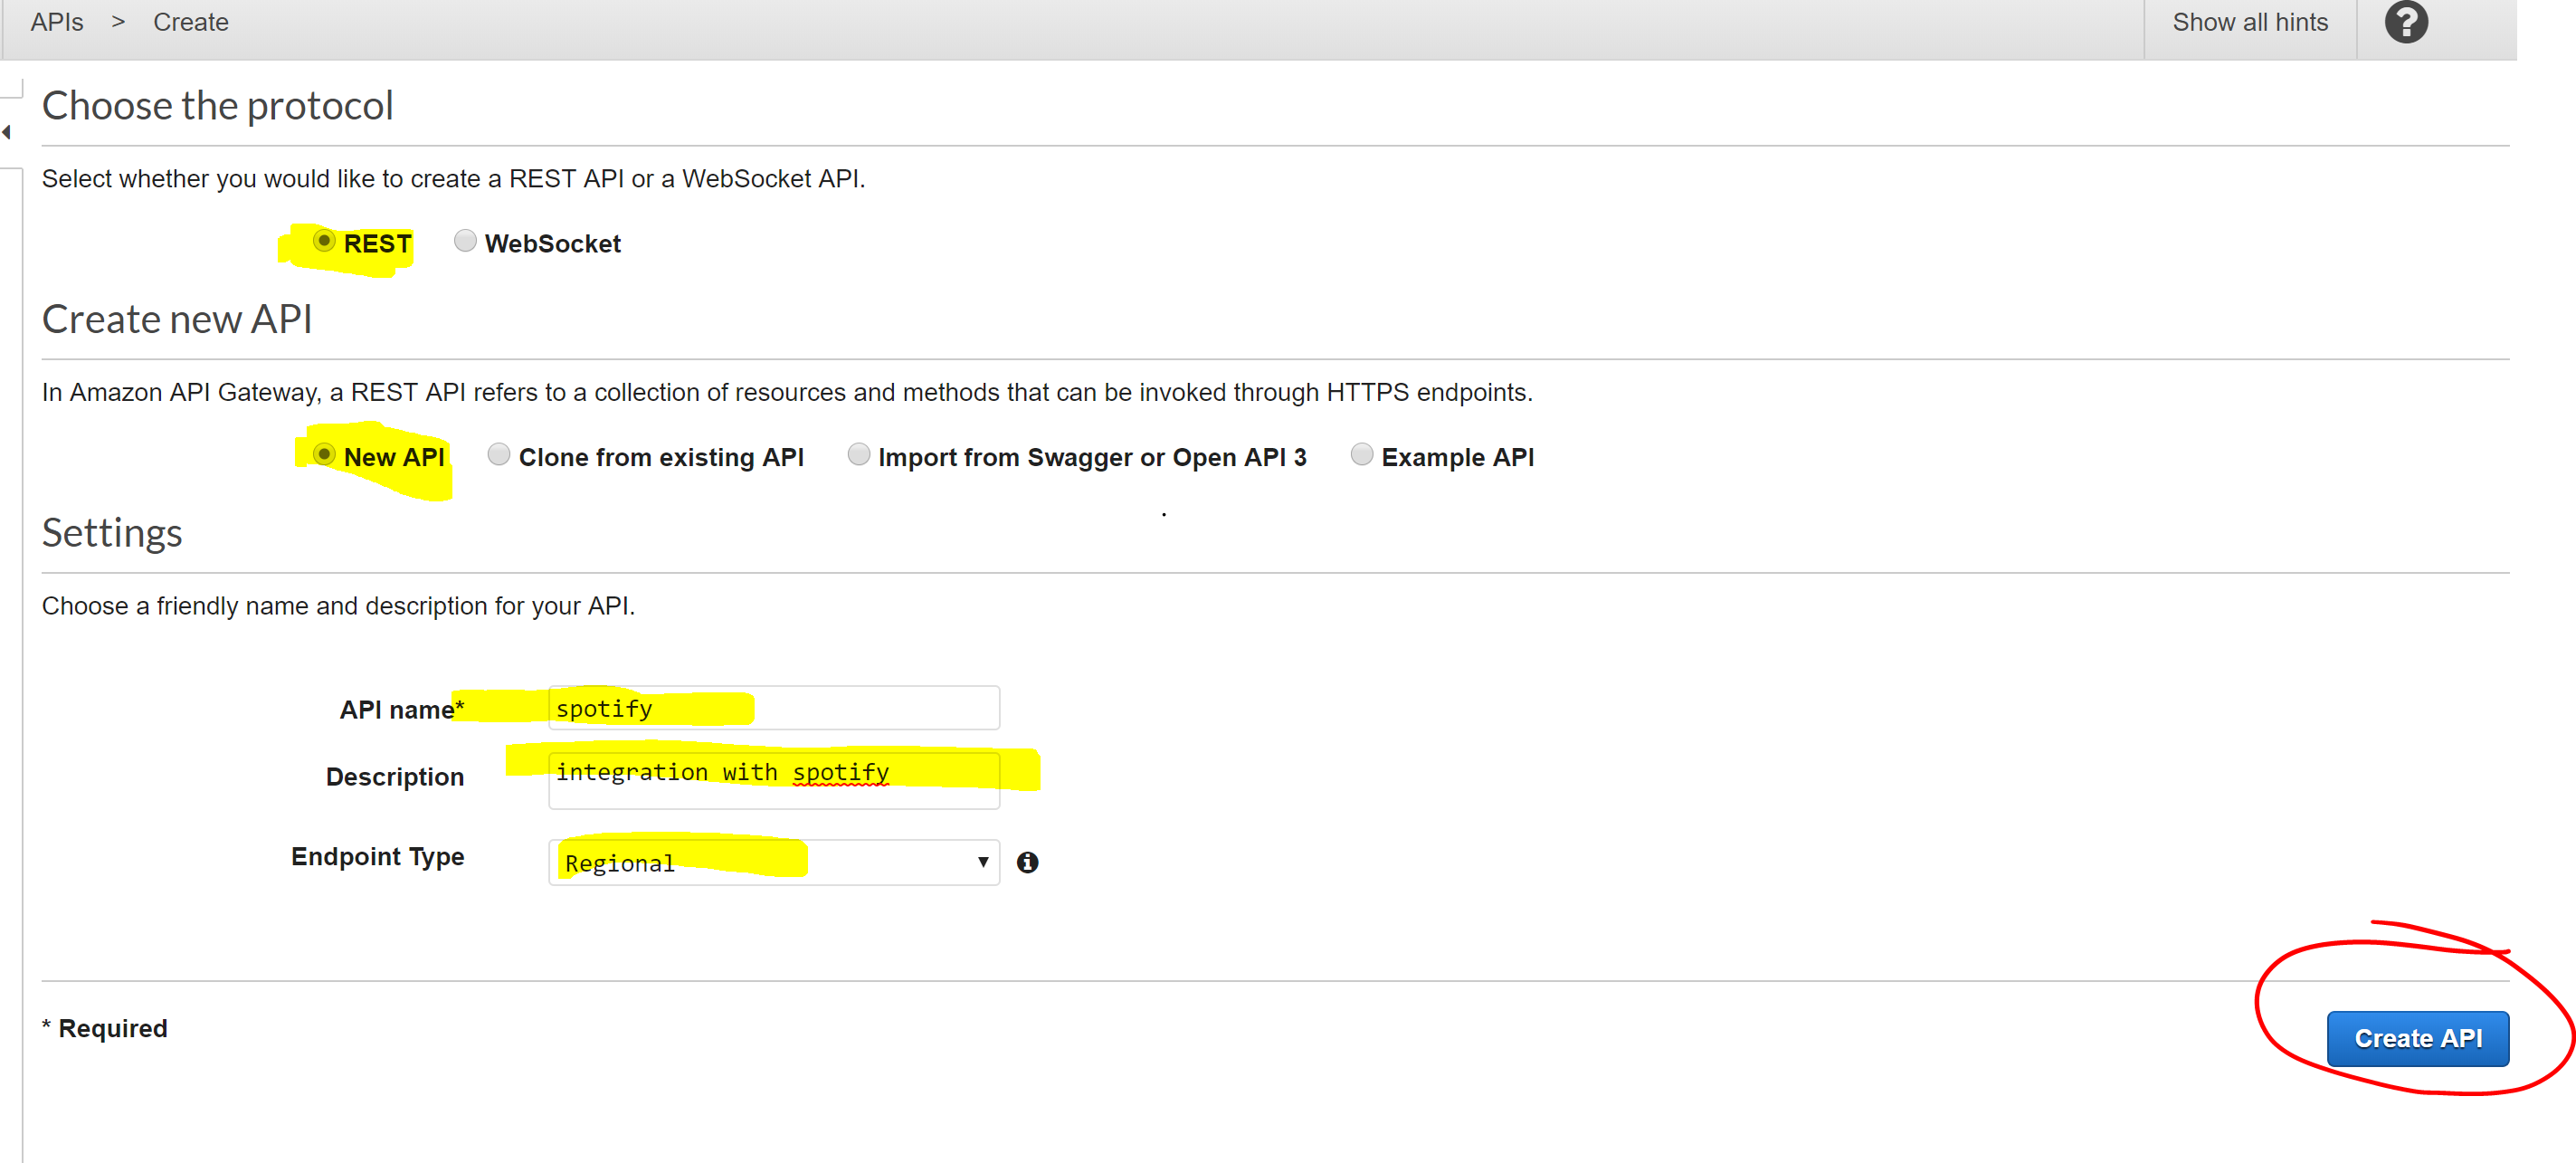 APIs > Create Show all hints ?
Choose the protocol
Select whether you would like to create a REST API or a WebSocket API.
REST WebSocket
Create new API
In Amazon API Gateway, a REST API refers to a collection of resources and methods that can be invoked through HTTPS endpoints.
New API Clone from existing API Import from Swagger or Open API 3 Example API
Settings
Choose a friendly name and description for your API.
API name* spotify
Description integration with spotify
Endpoint Type Regional
* Required
Create API